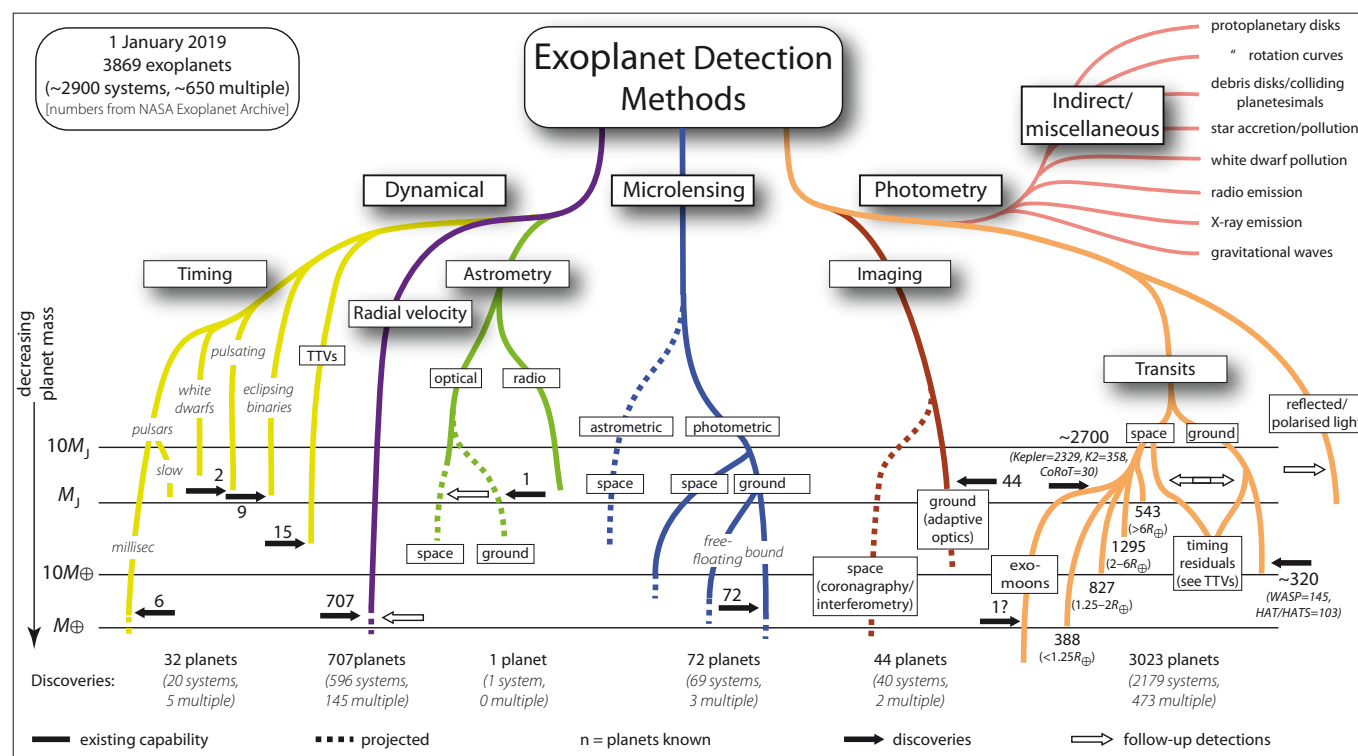 1 January 2019
3869 exoplanets
(~2900 systems, ~650 multiple)
[numbers from NASA Exoplanet Archive]
Exoplanet Detection
Methods
protoplanetary disks
“ rotation curves
debris disks/colliding
planetesimals
star accretion/pollution
white dwarf pollution
radio emission
X-ray emission
gravitational waves
Indirect/
miscellaneous
Dynamical
Microlensing
Photometry
Timing
Astrometry
Imaging
Radial velocity
Transits
decreasing
planet mass
TTVs
pulsating
white
dwarfs
eclipsing
binaries
pulsars
slow
millisec
optical
radio
astrometric
photometric
space
ground
reflected/
polarised light
~2700
(Kepler=2329, K2=358,
CoRoT=30)
10MJ
MJ
10M⊕
M⊕
2
9
15
6
707
1
space
ground
space
space
ground
free-
floating
bound
72
44
ground
(adaptive
optics)
space
(coronagraphy/
interferometry)
exo-
moons
1?
543
(>6R⊕)
1295
(2–6R⊕)
827
(1.25–2R⊕)
388
(<1.25R⊕)
timing
residuals
(see TTVs)
~320
(WASP=145,
HAT/HATS=103)
Discoveries:
32 planets
(20 systems,
5 multiple)
707planets
(596 systems,
145 multiple)
1 planet
(1 system,
0 multiple)
72 planets
(69 systems,
3 multiple)
44 planets
(40 systems,
2 multiple)
3023 planets
(2179 systems,
473 multiple)
existing capability
projected
n = planets known
discoveries
follow-up detections